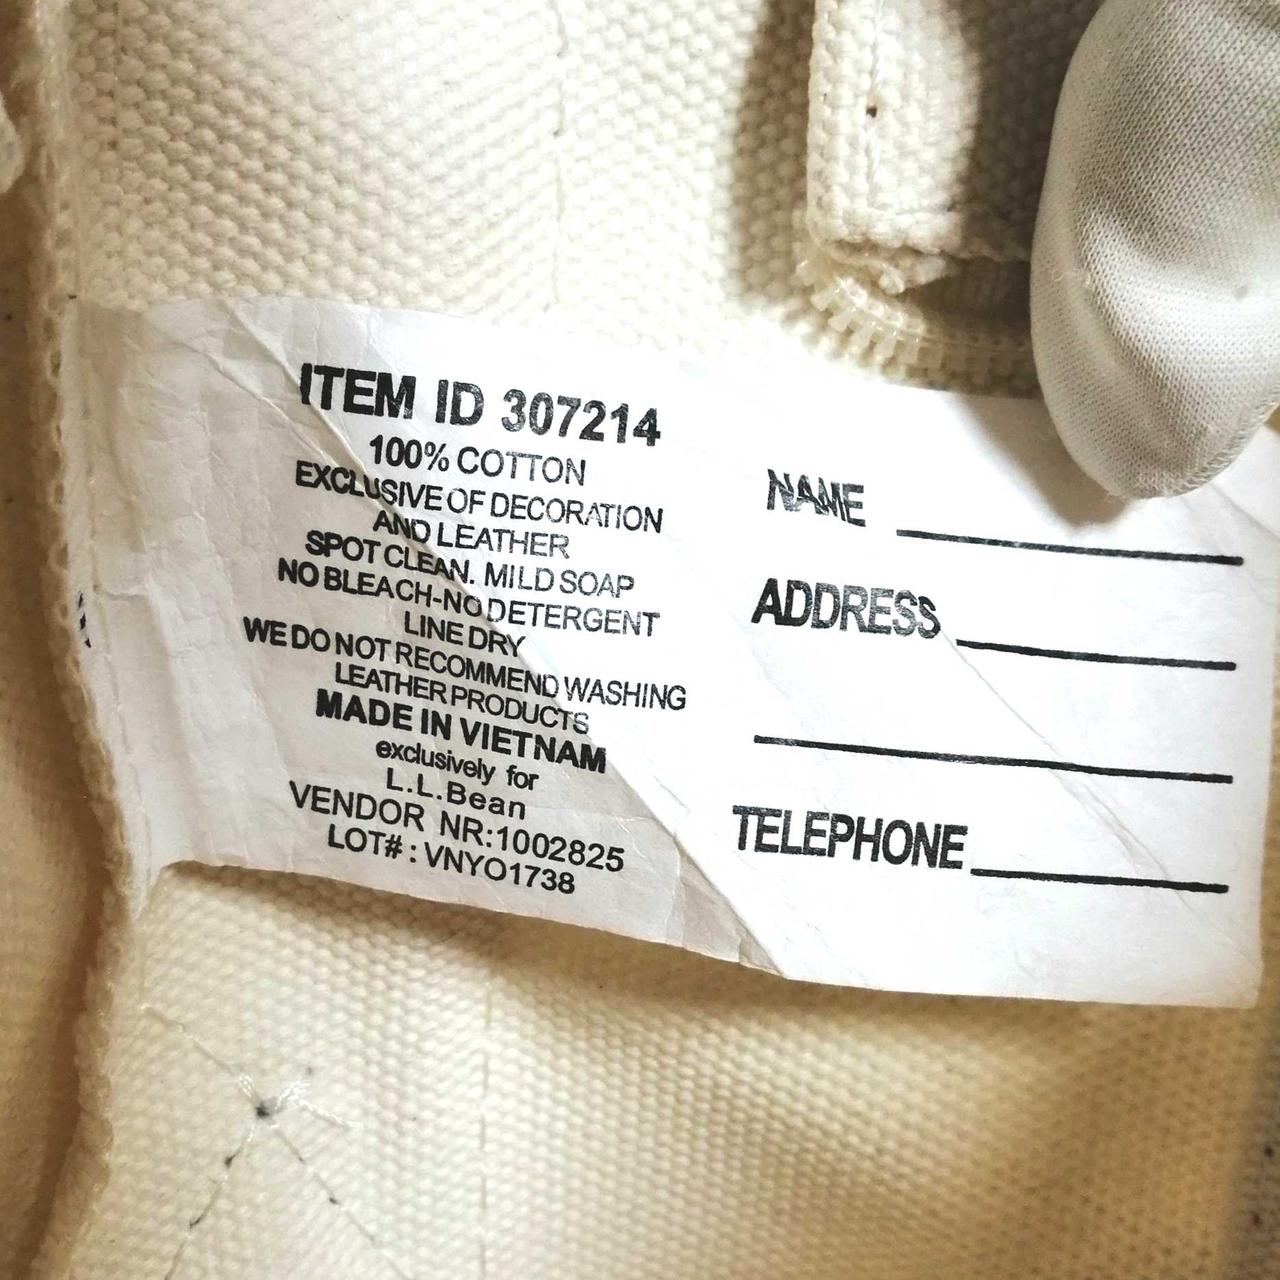 ITEM ID 307214
100% COTTON
EXCLUSIVE OF DECORATION
AND LEATHER
SPOT CLEAN. MILD SOAP
NO BLEACH-NO DETERGENT
LINE DRY
WE DO NOT RECOMMEND WASHING
LEATHER PRODUCTS
MADE IN VIETNAM
exclusively for
L.L.Bean
VENDOR NR:1002825
LOT# : VNYO1738
NAME
ADDRESS
TELEPHONE